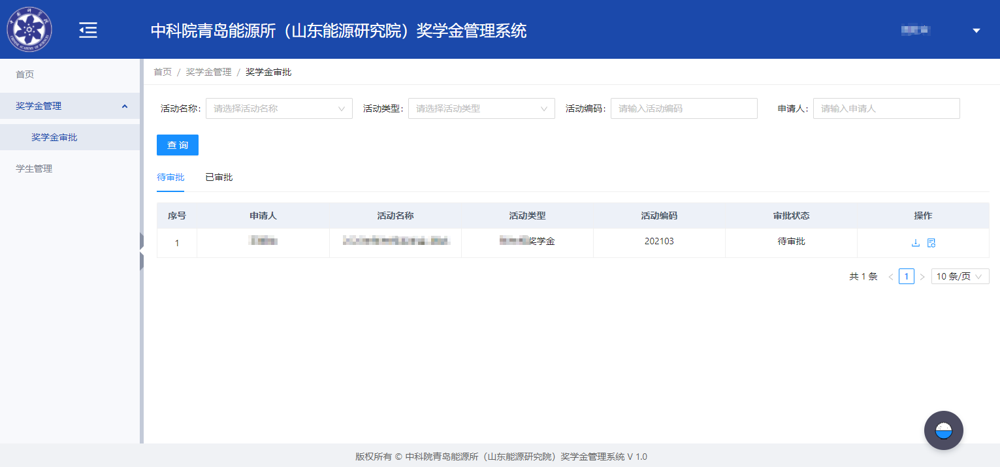 中科院青岛能源所（山东能源研究院）奖学金管理系统
首页
奖学金管理
奖学金审批
学生管理
首页 / 奖学金管理 / 奖学金审批
活动名称: 请选择活动名称 活动类型: 请选择活动类型 活动编码: 请输入活动编码 申请人: 请输入申请人
查 询
待审批 已审批
序号 申请人 活动名称 活动类型 活动编码 审批状态 操作
1 奖学金 202103 待审批
共 1 条 1 10 条/页
版权所有 © 中科院青岛能源所（山东能源研究院）奖学金管理系统 V 1.0